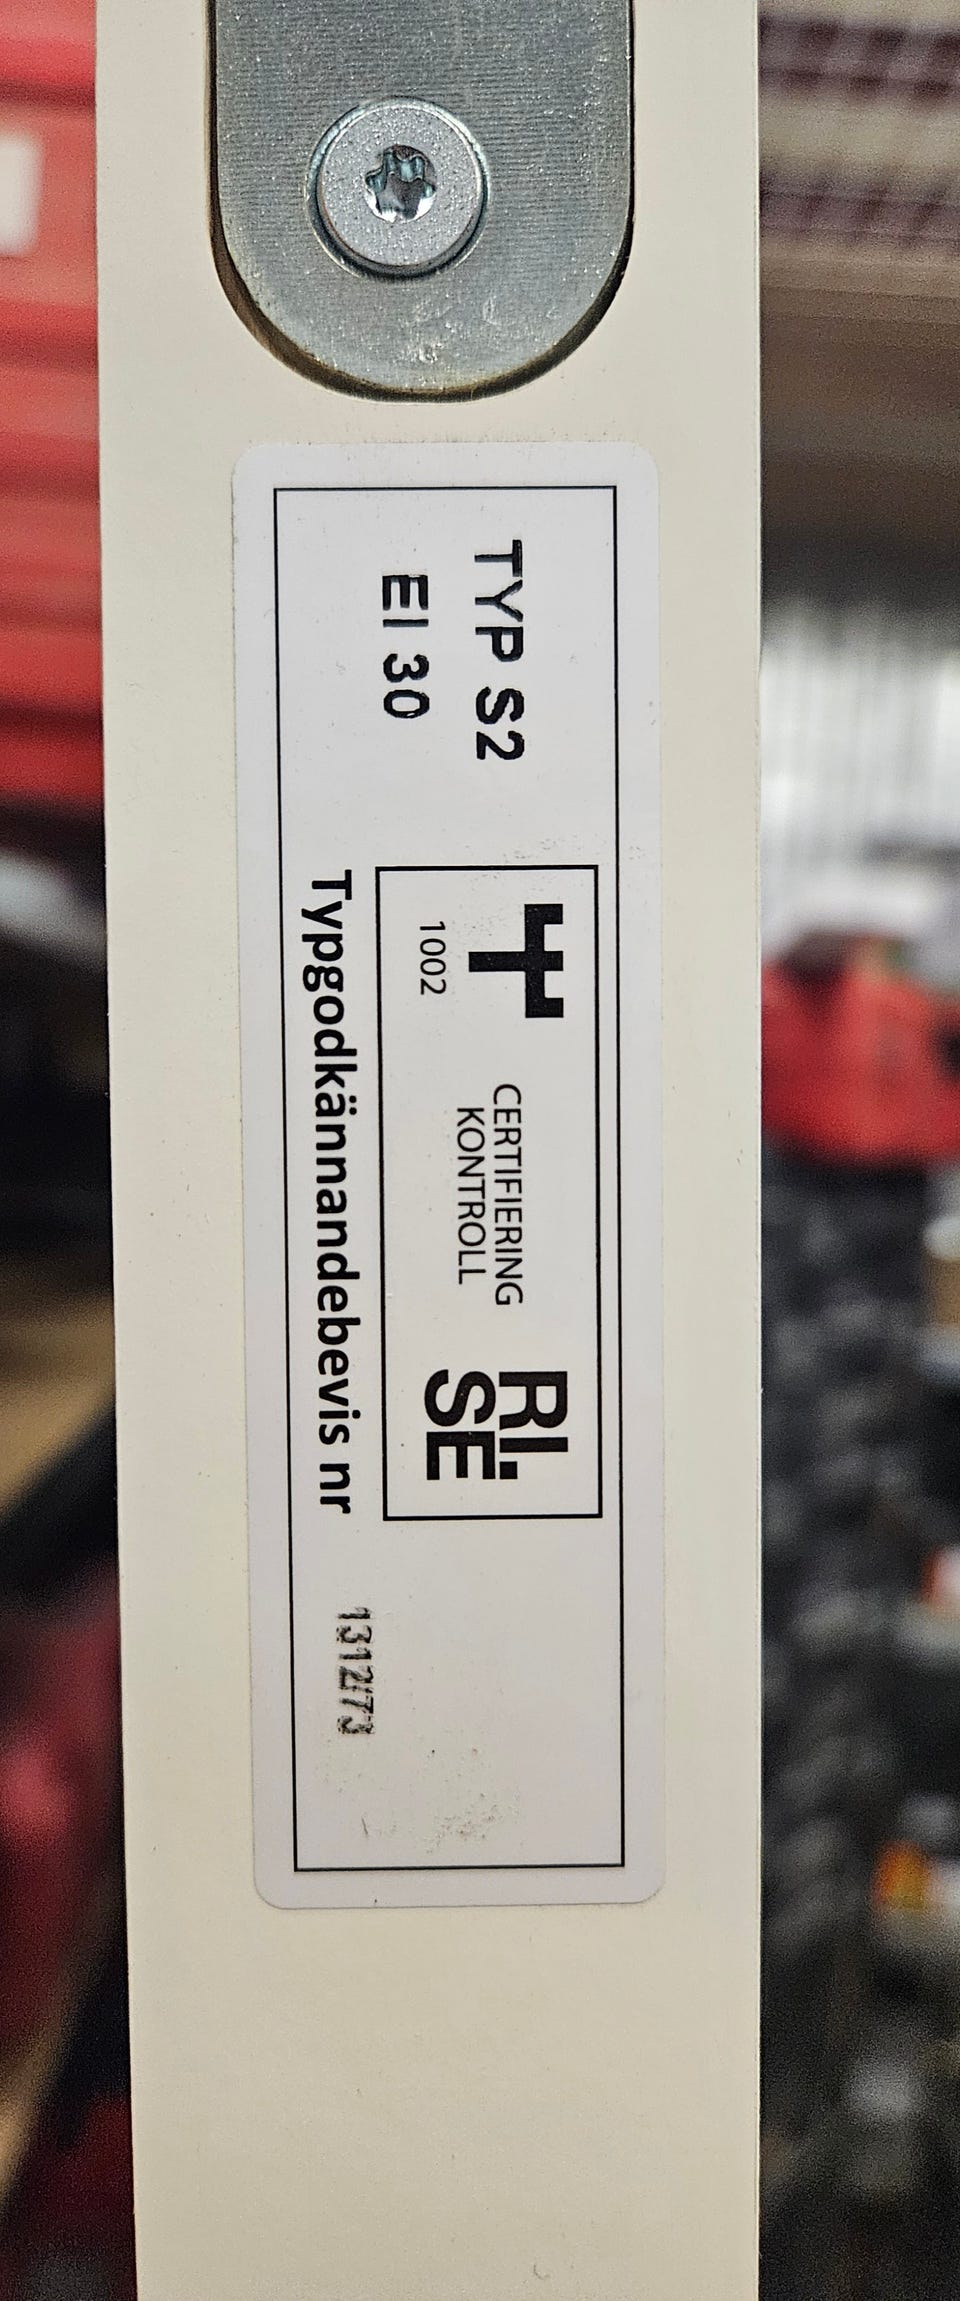 TYP S2
EI 30
1002
CERTIFIERING
KONTROLL
RI.
SE
Typgodkännandebevis nr 1312/73